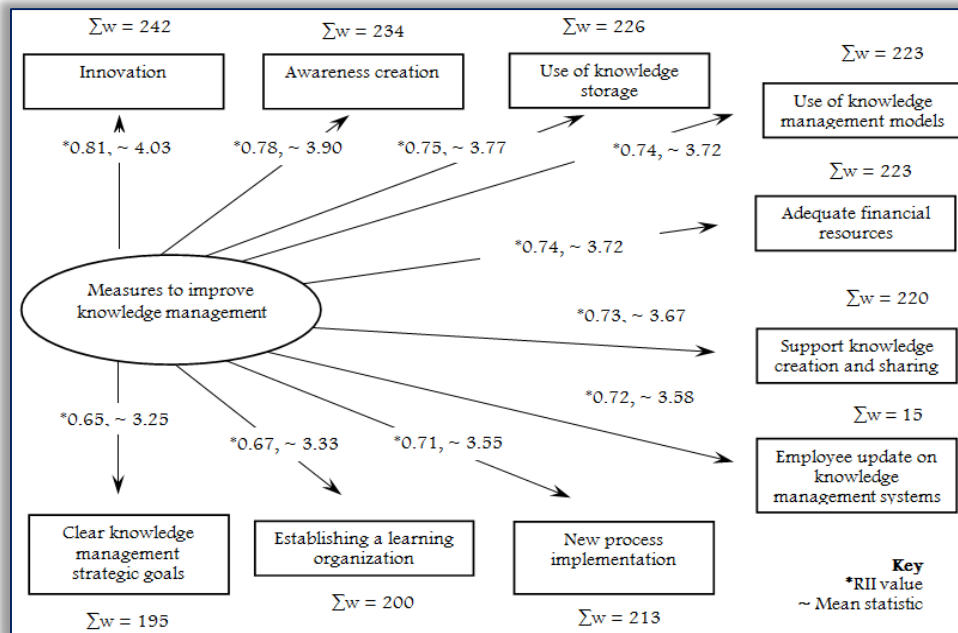 ∑w = 242
∑w = 234
∑w = 226
∑w = 223
Innovation
Awareness creation
Use of knowledge
storage
Use of knowledge
management models
*0.81, ~ 4.03
*0.78, ~ 3.90
*0.75, ~ 3.77
*0.74, ~ 3.72
∑w = 223
Adequate financial
resources
*0.74, ~ 3.72
Measures to improve
knowledge management
∑w = 220
*0.73, ~ 3.67
Support knowledge
creation and sharing
*0.72, ~ 3.58
∑w = 15
Employee update on
knowledge
management systems
*0.65, ~ 3.25
*0.67, ~ 3.33
*0.71, ~ 3.55
Clear knowledge
management
strategic goals
Establishing a learning
organization
New process
implementation
∑w = 195
∑w = 200
∑w = 213
Key
*RII value
~ Mean statistic